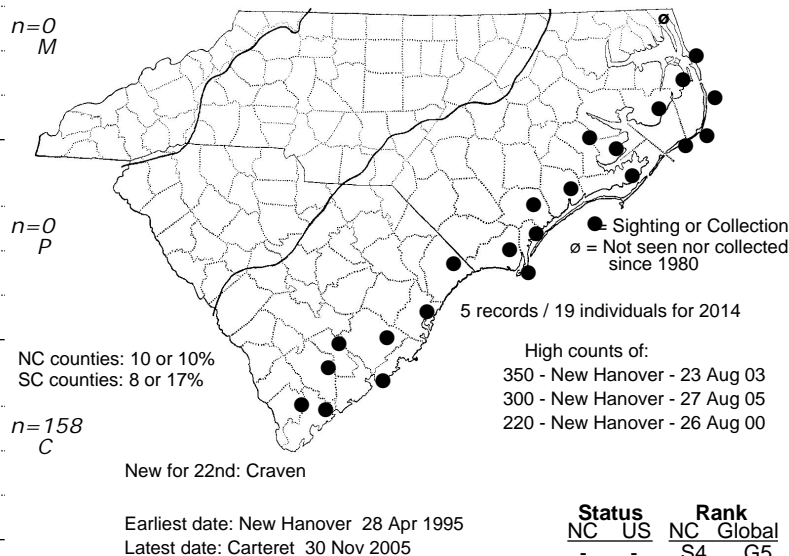 n=0
M
ø
n=0
P
● = Sighting or Collection
ø = Not seen nor collected
since 1980
5 records / 19 individuals for 2014
NC counties: 10 or 10%
SC counties: 8 or 17%
High counts of:
350 - New Hanover - 23 Aug 03
300 - New Hanover - 27 Aug 05
220 - New Hanover - 26 Aug 00
n=158
C
New for 22nd: Craven
Earliest date: New Hanover 28 Apr 1995
Latest date: Carteret 30 Nov 2005
Status Rank
NC US NC Global
- - S4 G5